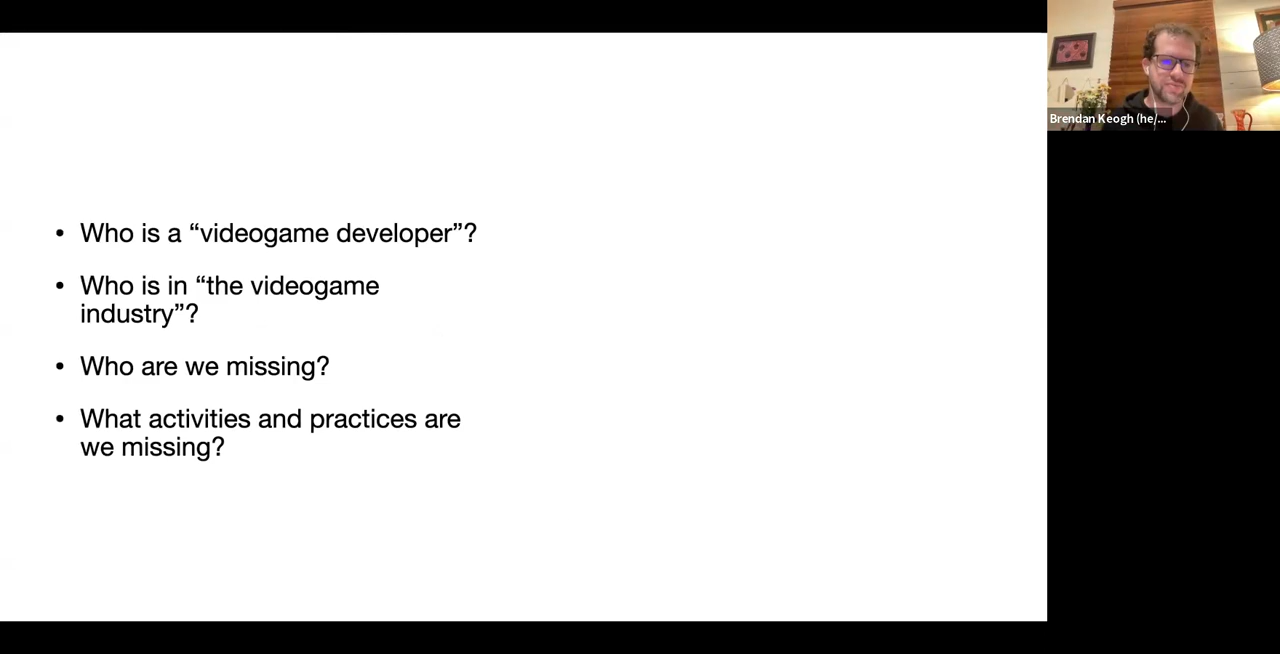 • Who is a “videogame developer”?
• Who is in “the videogame
industry”?
• Who are we missing?
• What activities and practices are
we missing?
Brendan Keogh (he/...